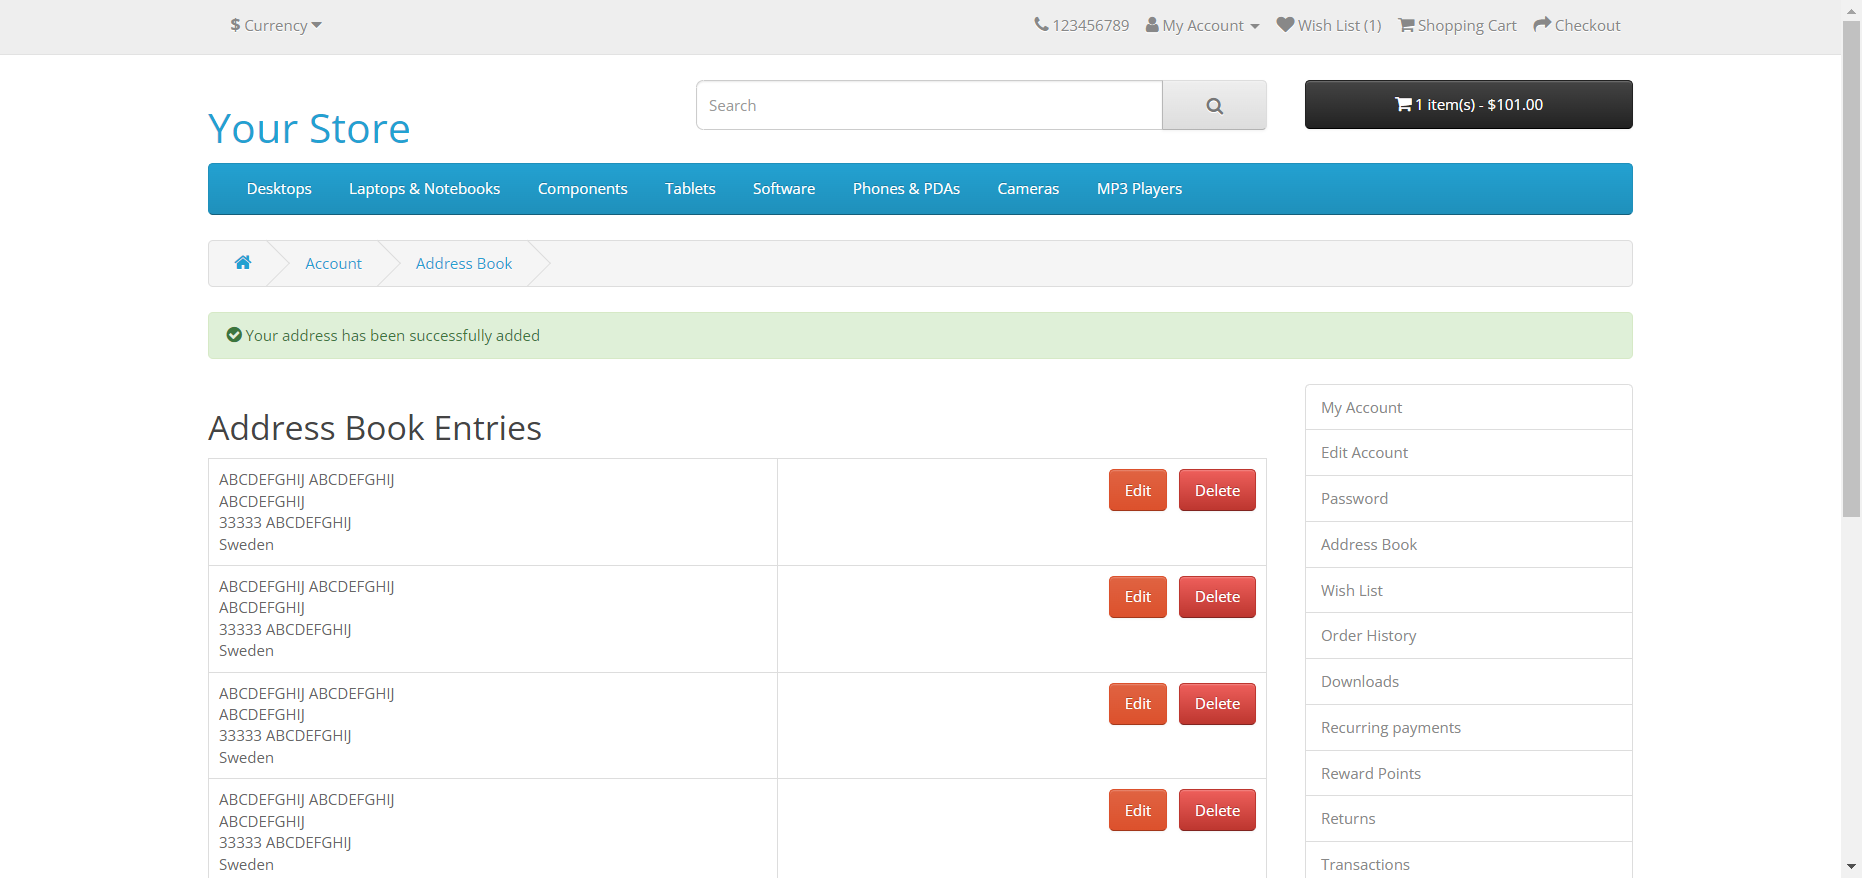 $ Currency
123456789 My Account Wish List (1) Shopping Cart Checkout
Your Store
Search
1 item(s) - $101.00
Desktops Laptops & Notebooks Components Tablets Software Phones & PDAs Cameras MP3 Players
Account Address Book
Your address has been successfully added
Address Book Entries
ABCDEFGHIJ ABCDEFGHIJ
ABCDEFGHIJ
33333 ABCDEFGHIJ
Sweden
Edit Delete
ABCDEFGHIJ ABCDEFGHIJ
ABCDEFGHIJ
33333 ABCDEFGHIJ
Sweden
Edit Delete
ABCDEFGHIJ ABCDEFGHIJ
ABCDEFGHIJ
33333 ABCDEFGHIJ
Sweden
Edit Delete
ABCDEFGHIJ ABCDEFGHIJ
ABCDEFGHIJ
33333 ABCDEFGHIJ
Sweden
Edit Delete
My Account
Edit Account
Password
Address Book
Wish List
Order History
Downloads
Recurring payments
Reward Points
Returns
Transactions